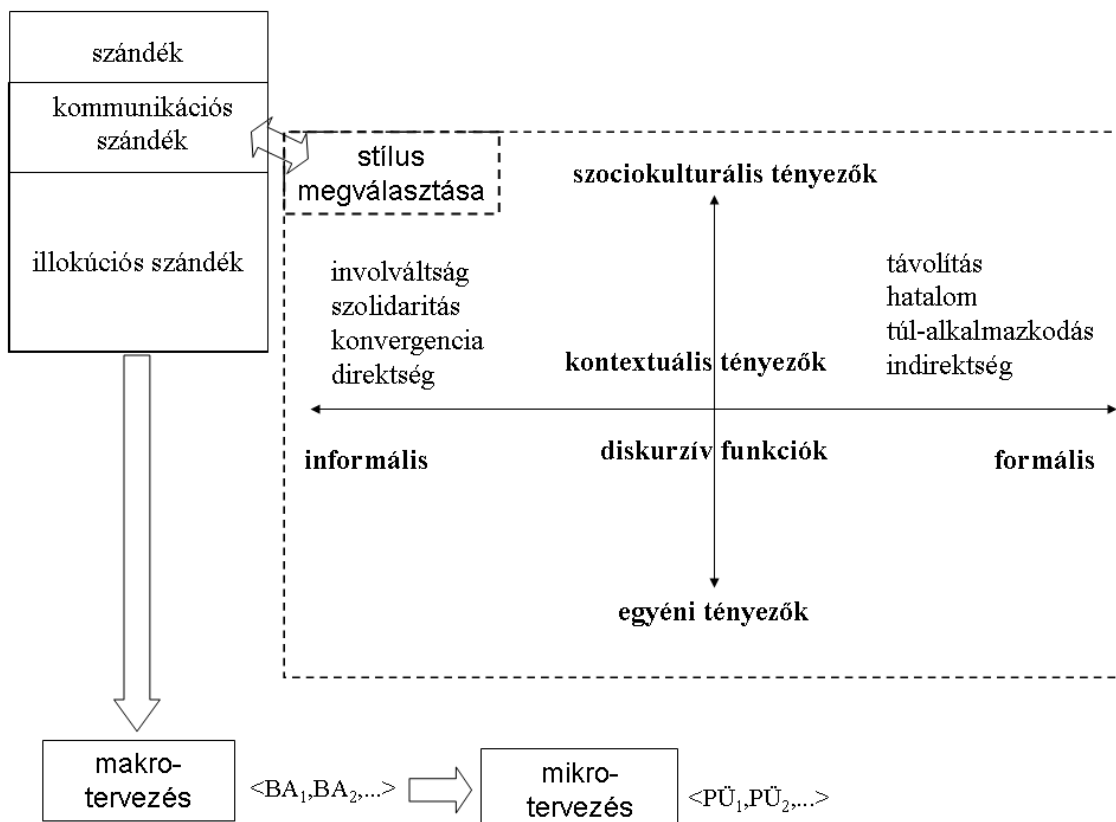 szándék
kommunikációs
szándék
illokúciós szándék
stílus
megválasztása
szociokulturális tényezők
involváltság
szolidaritás
konvergencia
direktség
távolítás
hatalom
túl-alkalmazkodás
indirektség
kontextuális tényezők
informális
diskurzív funkciók
formális
egyéni tényezők
makro-
tervezés
<BA₁,BA₂,...>
mikro-
tervezés
<PÜ₁,PÜ₂,...>